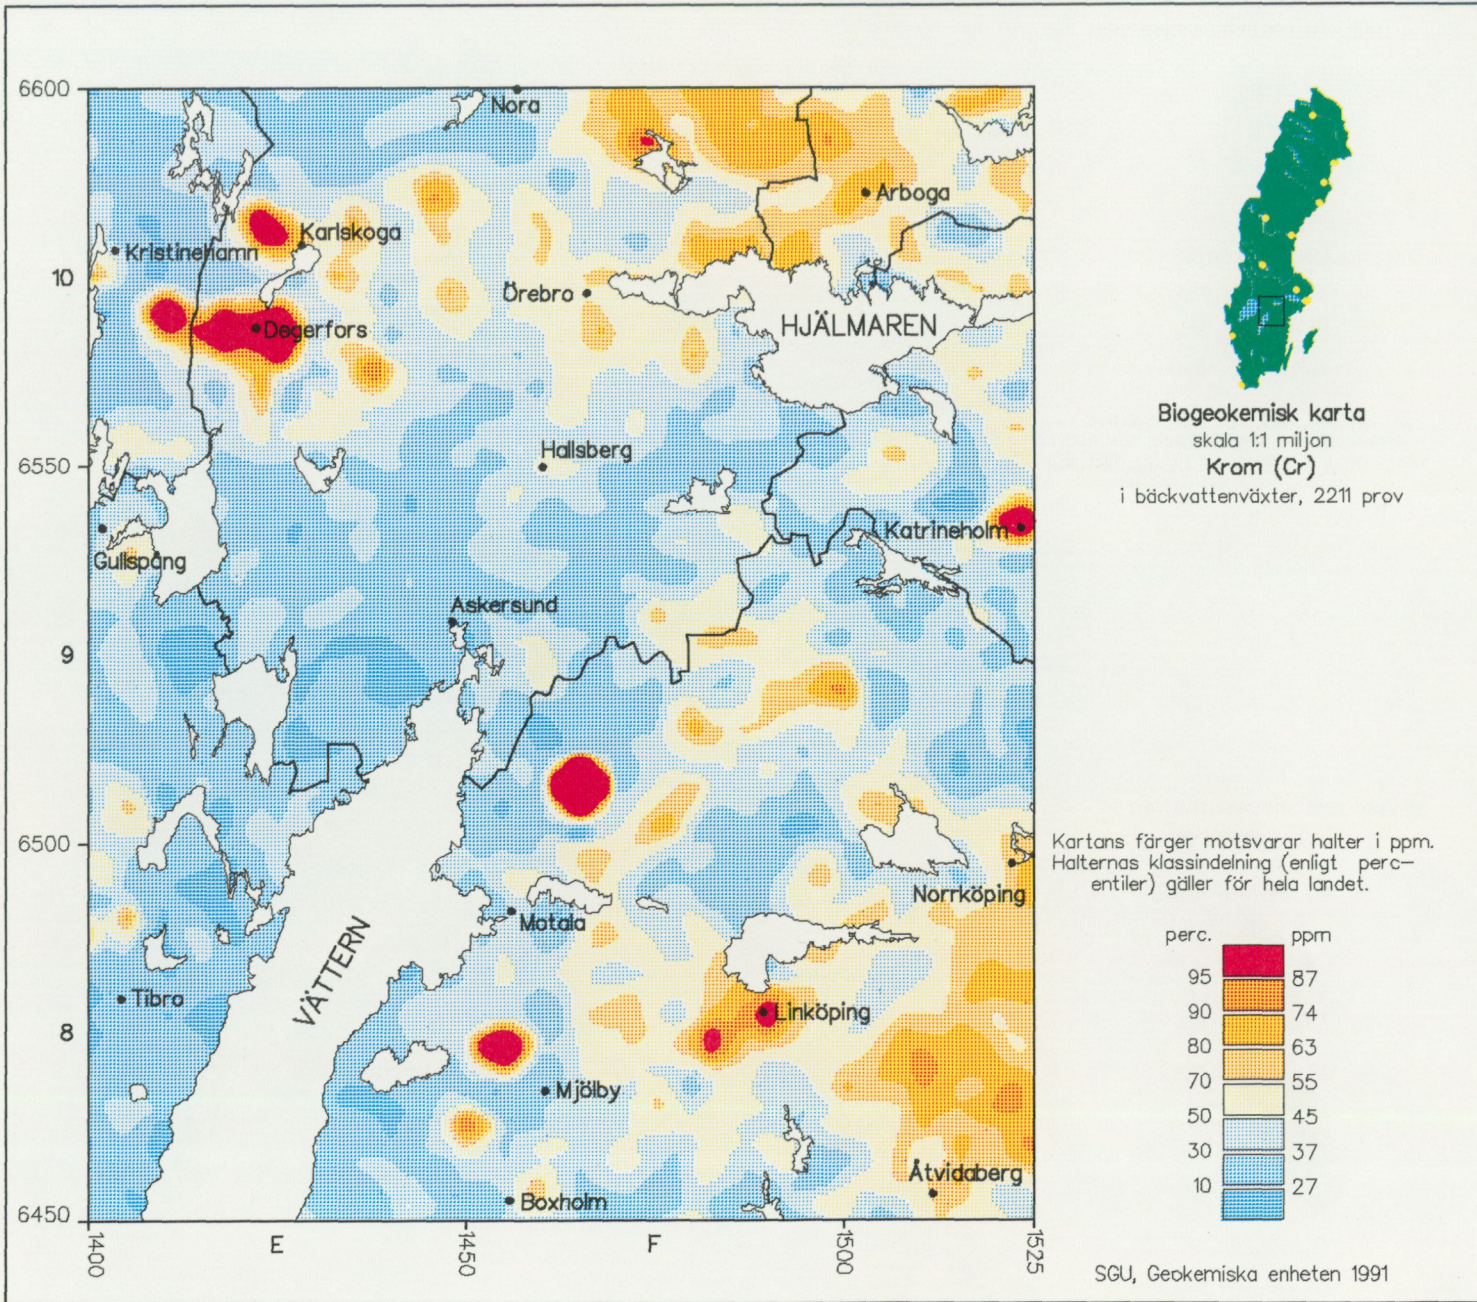 6600
Nora
Arboga
Karlskoga
Kristinehamn
10
Örebro
HJÄLMAREN
Degerfors
Hallsberg
6550
Katrineholm
Gullspång
Askersund
9
6500
Norrköping
Motala
VÄTTERN
Tibro
Linköping
8
Mjölby
Åtvidaberg
Boxholm
6450
1400
E
1450
F
1500
1525
Biogeokemisk karta
skala 1:1 miljon
Krom (Cr)
i bäckvattenväxter, 2211 prov
Kartans färger motsvarar halter i ppm.
Halternas klassindelning (enligt perc-
entiler) gäller för hela landet.
perc. ppm
95 87
90 74
80 63
70 55
50 45
30 37
10 27
SGU, Geokemiska enheten 1991